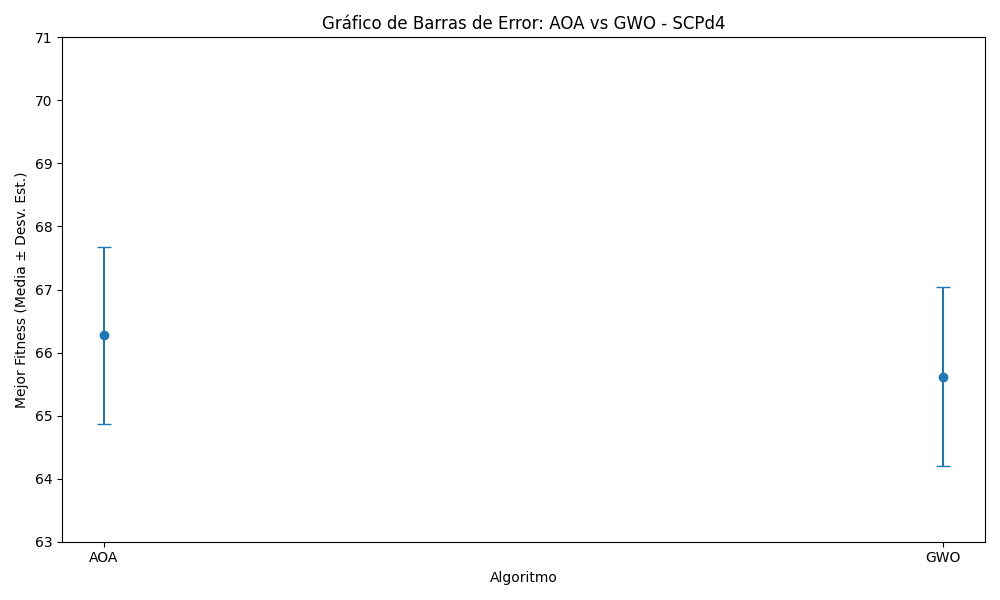 Gráfico de Barras de Error: AOA vs GWO - SCPd4
Mejor Fitness (Media ± Desv. Est.)
71
70
69
68
67
66
65
64
63
AOA
GWO
Algoritmo